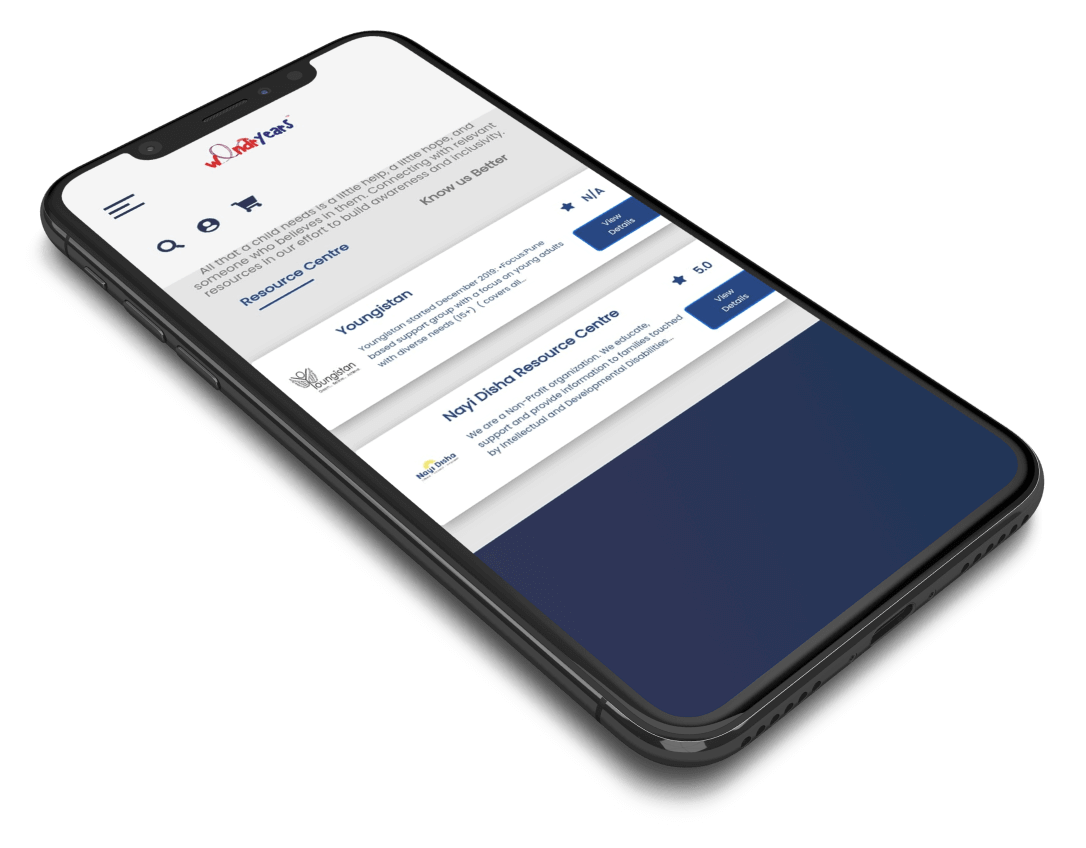 wondryears™
All that a child needs is a little help, a little hope, and
someone who believes in them. Connecting with relevant
resources in our effort to build awareness and inclusivity.
Resource Centre
Know us Better
Youngistan
N/A
Youngistan started December 2019: •FocusPune
based support group with a focus on young adults
with diverse needs (15+) ( covers all...
View
Details
Youngistan
Nayi Disha Resource Centre
5.0
We are a Non-Profit organization. We educate,
support and provide information to families touched
by Intellectual and Developmental Disabilities...
View
Details
Nayi Disha